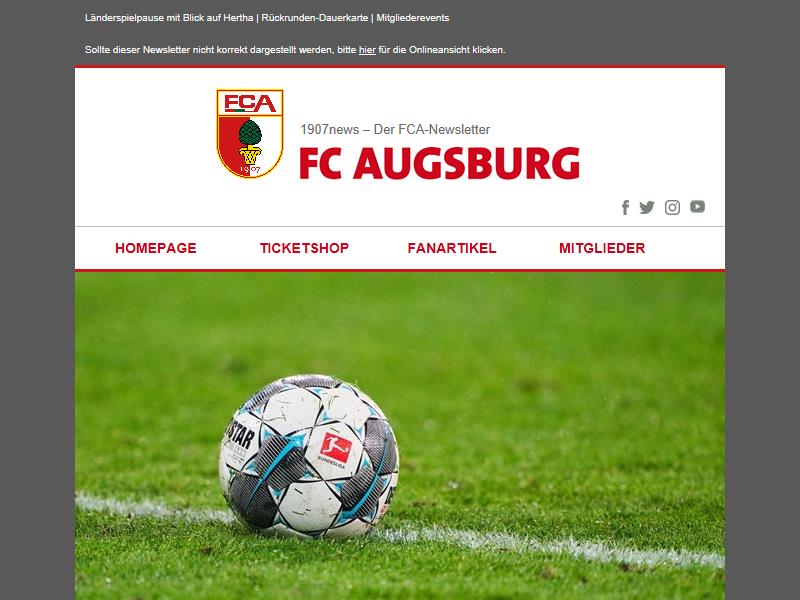 Länderspielpause mit Blick auf Hertha | Rückrunden-Dauerkarte | Mitgliederevents
Sollte dieser Newsletter nicht korrekt dargestellt werden, bitte hier für die Onlineansicht klicken.
FCA
1907
1907news – Der FCA-Newsletter
FC AUGSBURG
HOMEPAGE TICKETSHOP FANARTIKEL MITGLIEDER
STAR
BUNDESLIGA